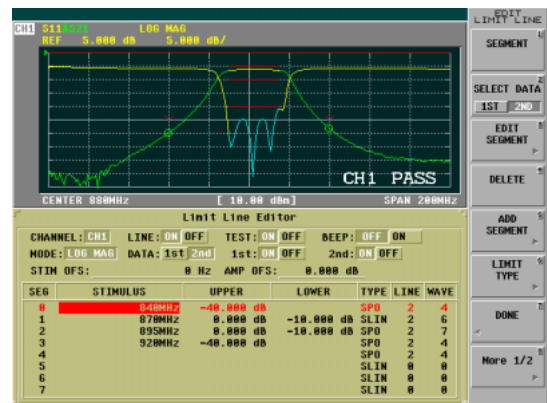 CH1 S11&S21 LOG MAG
REF 5.000 dB 5.000 dB/
CH1 PASS
CENTER 880MHz [ 10.00 dBm] SPAN 200MHz
Limit Line Editor
CHANNEL: CH1 LINE: ON OFF TEST: ON OFF BEEP: OFF ON
MODE: LOG MAG DATA: 1st 2nd 1st: ON OFF 2nd: ON OFF
STIM OFS: 0 Hz AMP OFS: 0.000 dB
SEG STIMULUS UPPER LOWER TYPE LINE WAVE
0 840MHz -40.000 dB SPO 2 4
1 870MHz 0.000 dB -10.000 dB SLIN 2 6
2 895MHz 0.000 dB -10.000 dB SPO 2 7
3 920MHz -40.000 dB SPO 2 4
4 SPO 2 4
5 SLIN 0 0
6 SLIN 0 0
7 SLIN 0 0
EDIT
LIMIT LINE
SEGMENT
SELECT DATA
1ST 2ND
EDIT
SEGMENT
DELETE
ADD
SEGMENT
LIMIT
TYPE
DONE
More 1/2